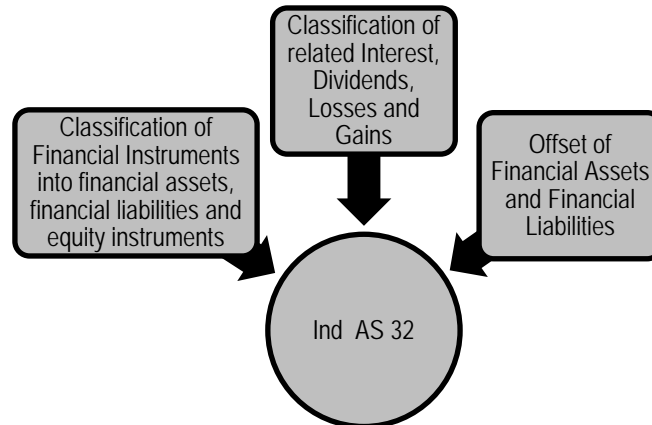 Classification of
Financial Instruments
into financial assets,
financial liabilities and
equity instruments
Classification of
related Interest,
Dividends,
Losses and
Gains
Offset of
Financial Assets
and Financial
Liabilities
Ind AS 32